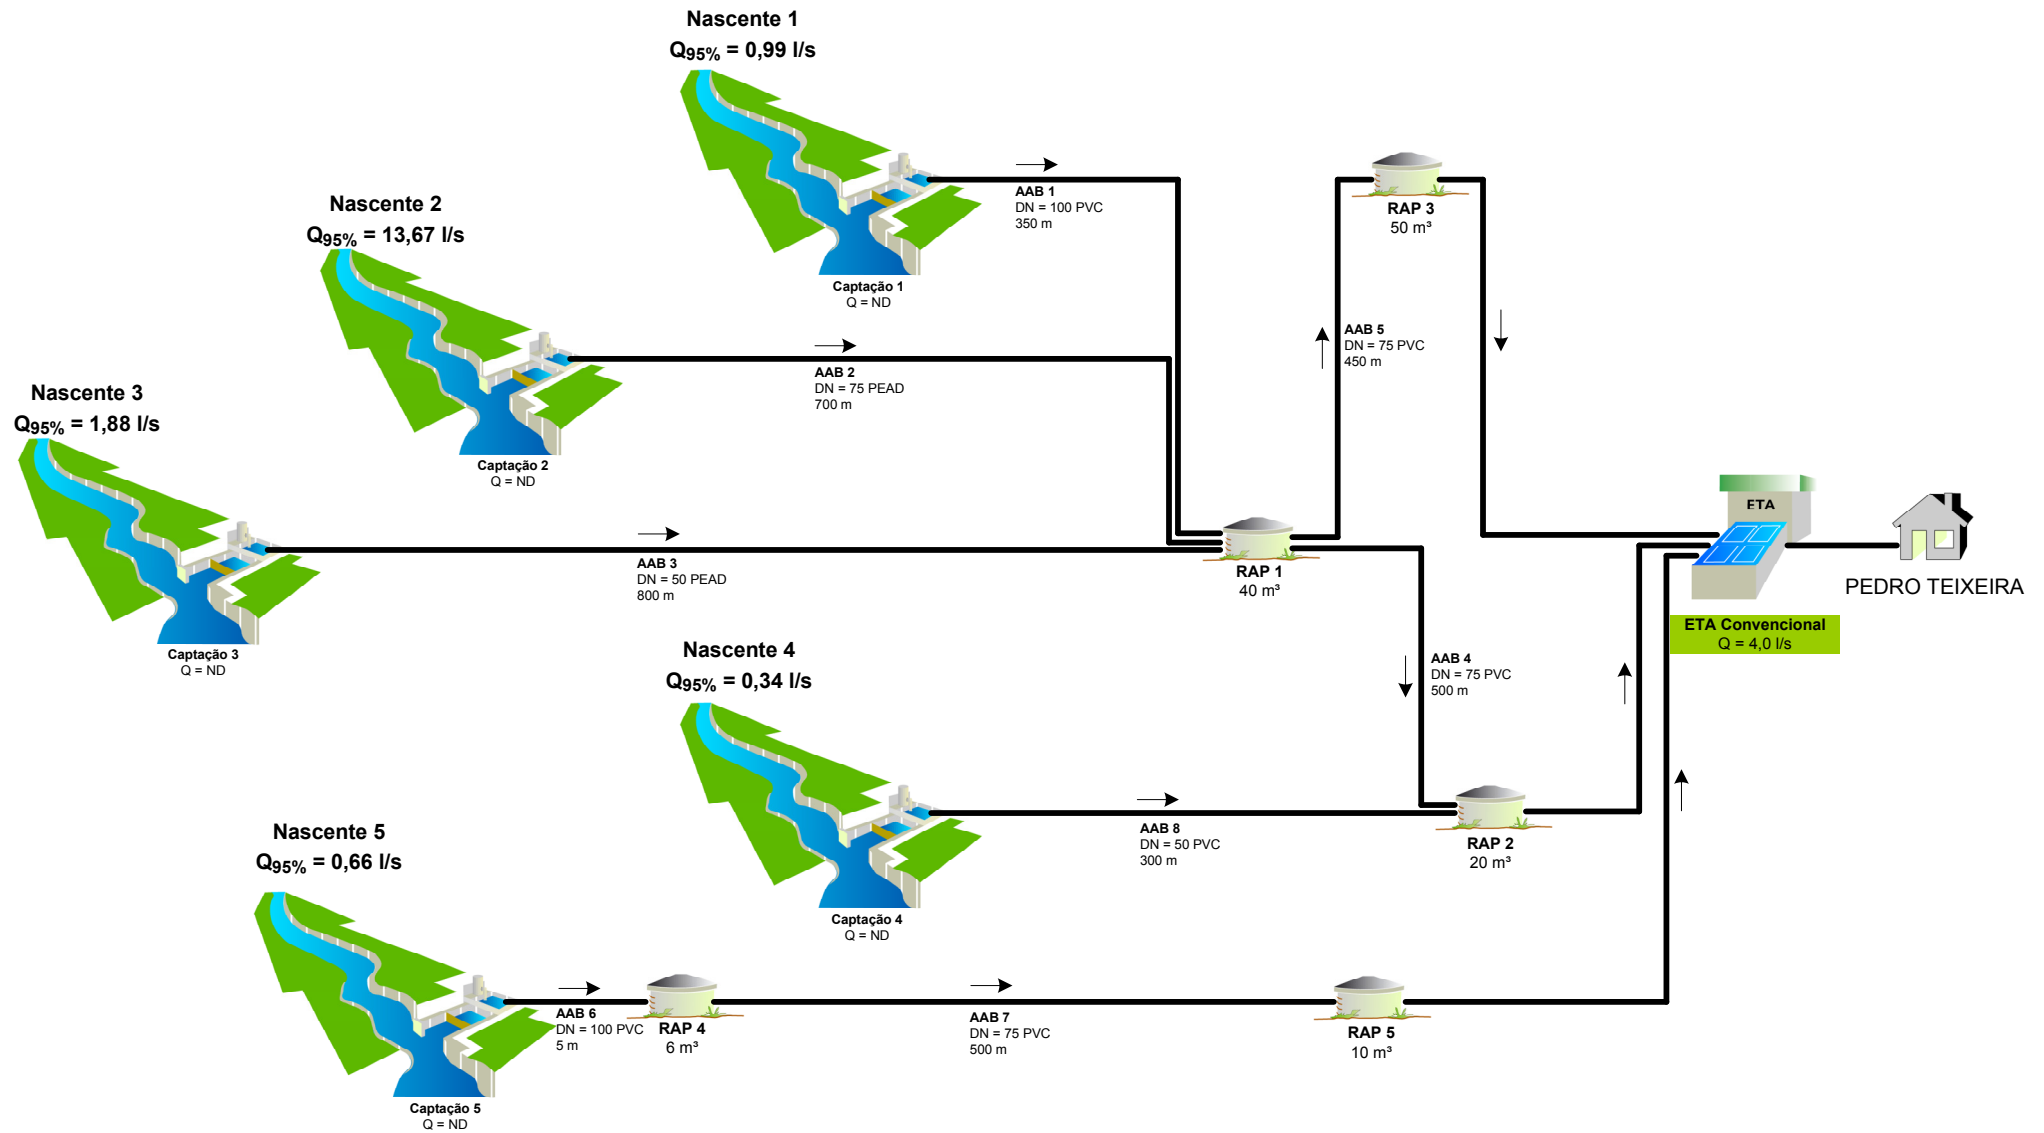 Nascente 1
Q95% = 0,99 l/s
Captação 1
Q = ND
AAB 1
DN = 100 PVC
350 m
Nascente 2
Q95% = 13,67 l/s
Captação 2
Q = ND
AAB 2
DN = 75 PEAD
700 m
Nascente 3
Q95% = 1,88 l/s
Captação 3
Q = ND
AAB 3
DN = 50 PEAD
800 m
RAP 1
40 m³
RAP 3
50 m³
AAB 5
DN = 75 PVC
450 m
AAB 4
DN = 75 PVC
500 m
ETA
ETA Convencional
Q = 4,0 l/s
PEDRO TEIXEIRA
Nascente 4
Q95% = 0,34 l/s
Captação 4
Q = ND
AAB 8
DN = 50 PVC
300 m
RAP 2
20 m³
Nascente 5
Q95% = 0,66 l/s
Captação 5
Q = ND
AAB 6
DN = 100 PVC
5 m
RAP 4
6 m³
AAB 7
DN = 75 PVC
500 m
RAP 5
10 m³